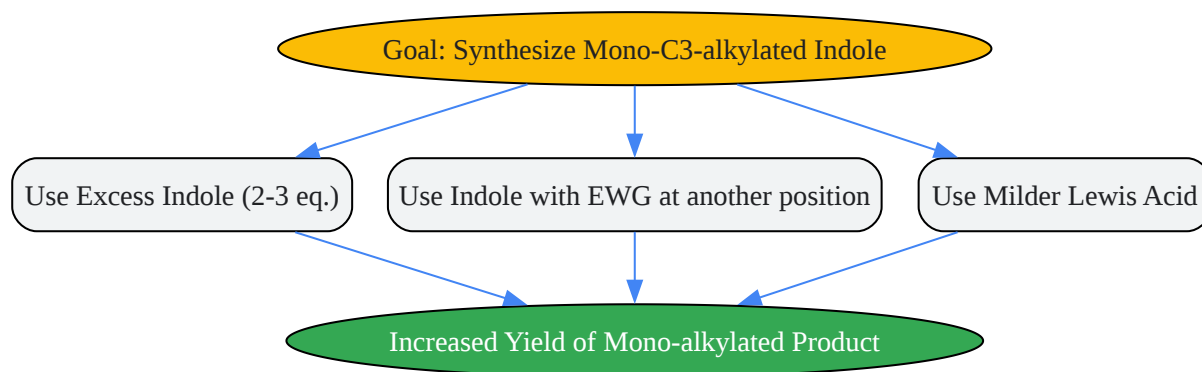 Goal: Synthesize Mono-C3-alkylated Indole
Use Excess Indole (2-3 eq.)
Use Indole with EWG at another position
Use Milder Lewis Acid
Increased Yield of Mono-alkylated Product